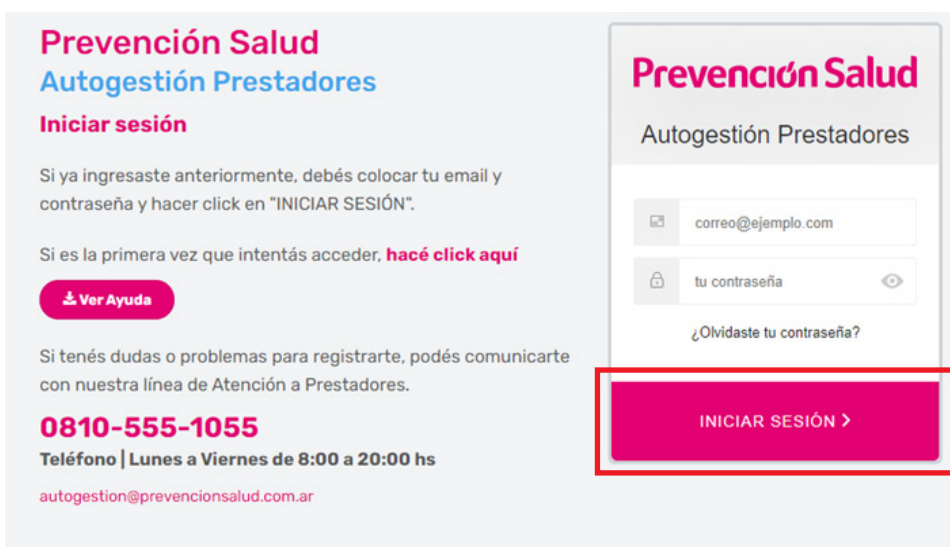 Prevención Salud
Autogestión Prestadores
Iniciar sesión
Si ya ingresaste anteriormente, debés colocar tu email y
contraseña y hacer click en "INICIAR SESIÓN".
Si es la primera vez que intentás acceder, hacé click aquí
Ver Ayuda
Si tenés dudas o problemas para registrarte, podés comunicarte
con nuestra línea de Atención a Prestadores.
0810-555-1055
Teléfono | Lunes a Viernes de 8:00 a 20:00 hs
autogestion@prevencionsalud.com.ar
Prevención Salud
Autogestión Prestadores
correo@ejemplo.com
tu contraseña
¿Olvidaste tu contraseña?
INICIAR SESIÓN >